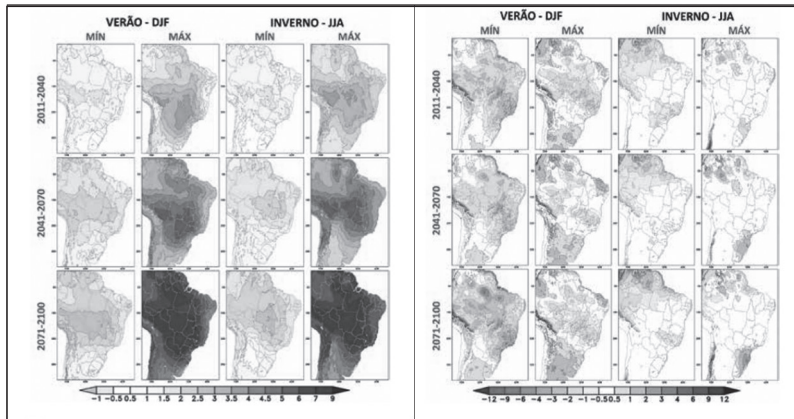 VERÃO - DJF INVERNO - JJA
MÍN MÁX MÍN MÁX
2011-2040
2041-2070
2071-2100
−1 −0.5 0.5 1 1.5 2 2.5 3 3.5 4 4.5 5 6 7 9
VERÃO - DJF INVERNO - JJA
MÍN MÁX MÍN MÁX
2011-2040
2041-2070
2071-2100
−12 −9 −6 −4 −3 −2 −1 −0.5 0.5 1 2 3 4 6 9 12